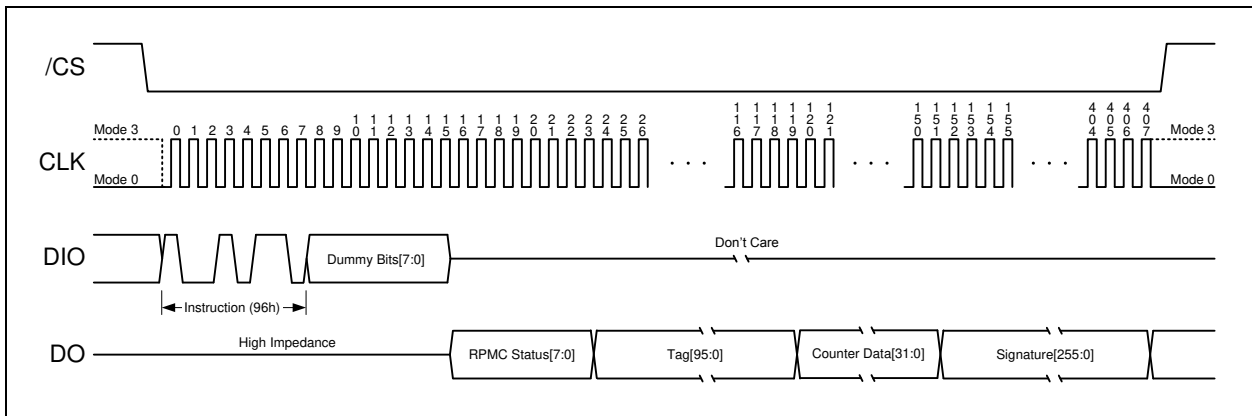 /CS
Mode 3
0 1 2 3 4 5 6 7 8 9 10 11 12 13 14 15 16 17 18 19 20 21 22 23 24 25 26 116 117 118 119 120 121 150 151 152 153 154 155 404 405 406 407
Mode 3
CLK
Mode 0
. . .
. . .
. . .
Mode 0
DIO
Dummy Bits[7:0]
Don't Care
Instruction (96h)
DO
High Impedance
RPMC Status[7:0]
Tag[95:0]
Counter Data[31:0]
Signature[255:0]